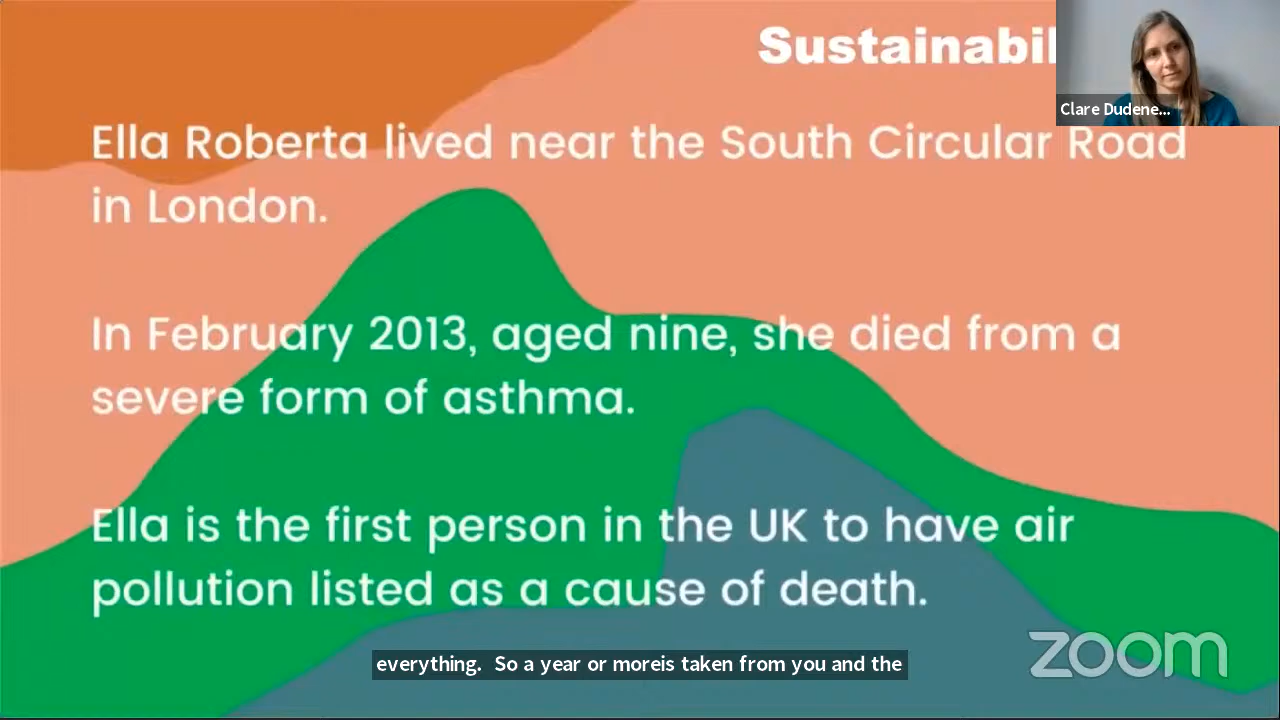 Sustainabil
Clare Dudene...
Ella Roberta lived near the South Circular Road
in London.
In February 2013, aged nine, she died from a
severe form of asthma.
Ella is the first person in the UK to have air
pollution listed as a cause of death.
everything.  So a year or moreis taken from you and the
zoom